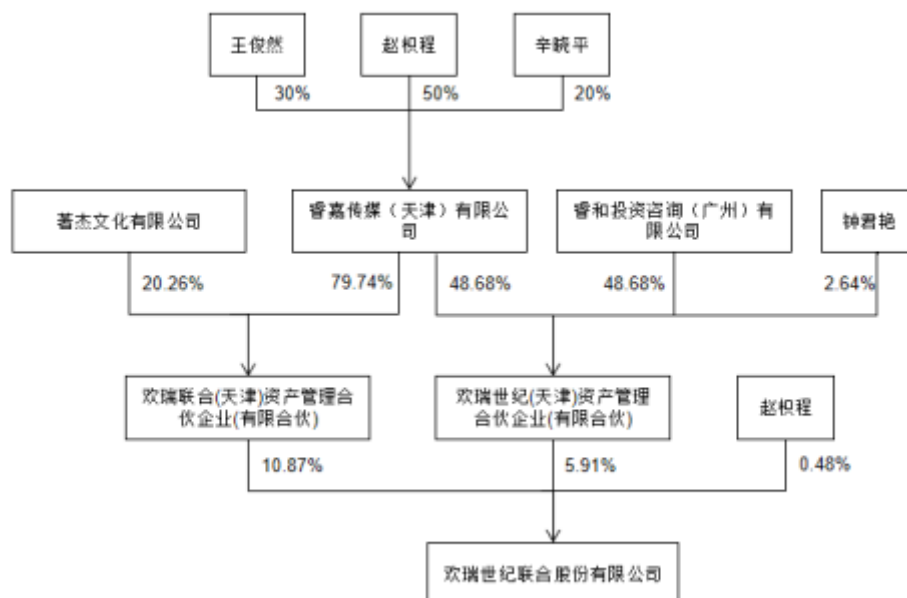 王俊然
赵枳程
辛晓平
30%
50%
20%
著杰文化有限公司
睿嘉传媒（天津）有限公
司
睿和投资咨询（广州）有
限公司
钟君艳
20.26%
79.74%
48.68%
48.68%
2.64%
欢瑞联合(天津)资产管理合
伙企业(有限合伙)
欢瑞世纪(天津)资产管理
合伙企业(有限合伙)
赵枳程
10.87%
5.91%
0.48%
欢瑞世纪联合股份有限公司